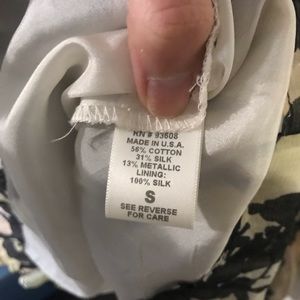 RN # 93608
MADE IN U.S.A.
56% COTTON
31% SILK
13% METALLIC
LINING:
100% SILK
S
SEE REVERSE
FOR CARE